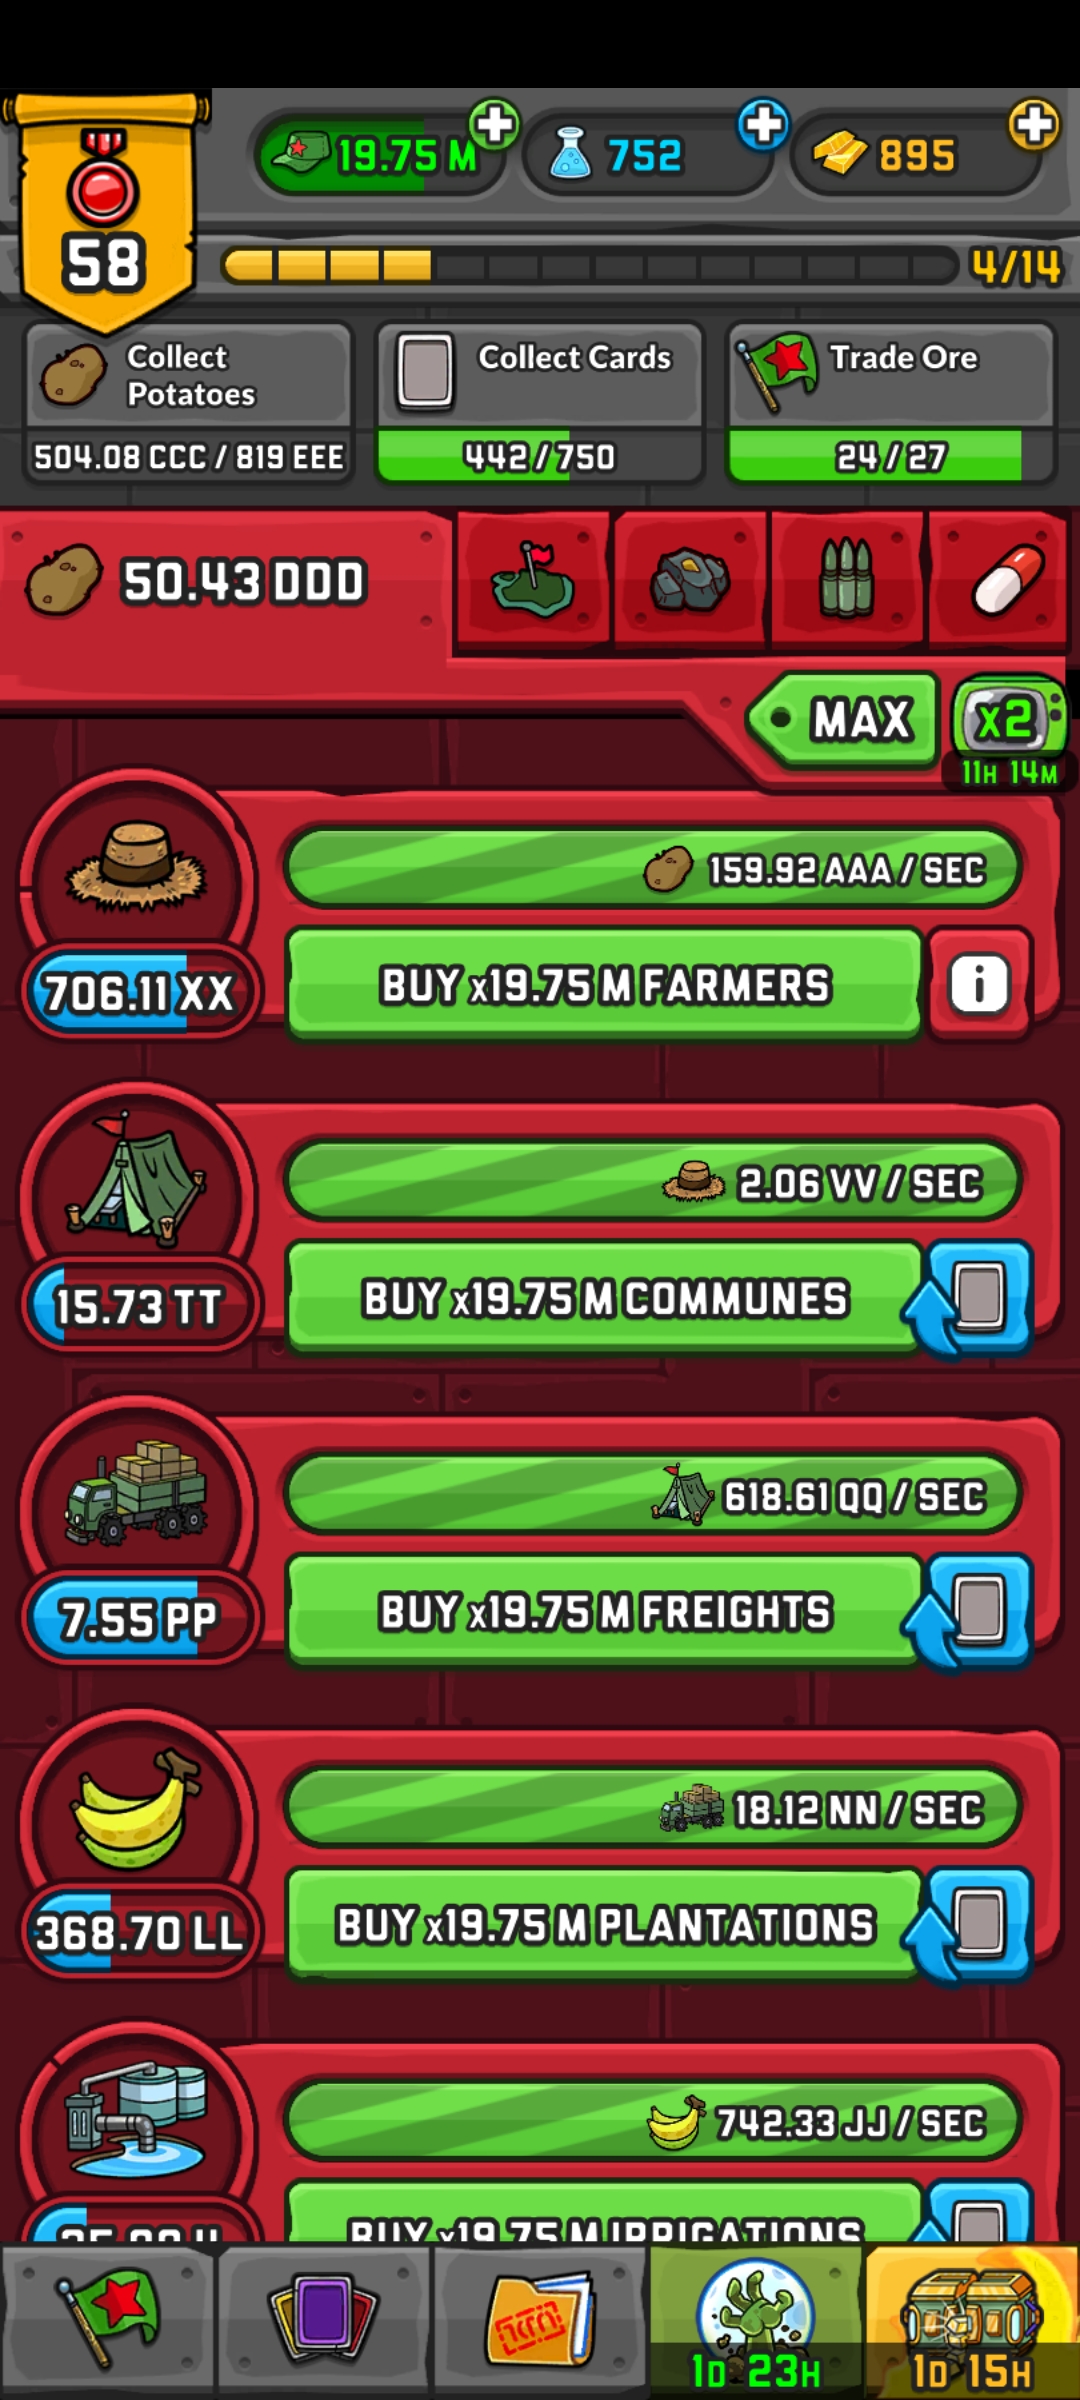 19.75 M
752
895
58
4/14
Collect Potatoes
504.08 CCC / 819 EEE
Collect Cards
442/750
Trade Ore
24/27
50.43 DDD
MAX
x2
11H 14M
159.92 AAA / SEC
706.11 XX
BUY x19.75 M FARMERS
i
2.06 VV / SEC
15.73 TT
BUY x19.75 M COMMUNES
618.61 QQ / SEC
7.55 PP
BUY x19.75 M FREIGHTS
18.12 NN / SEC
368.70 LL
BUY x19.75 M PLANTATIONS
742.33 JJ / SEC
BUY x19.75 M IRRIGATIONS
1D 23H
1D 15H